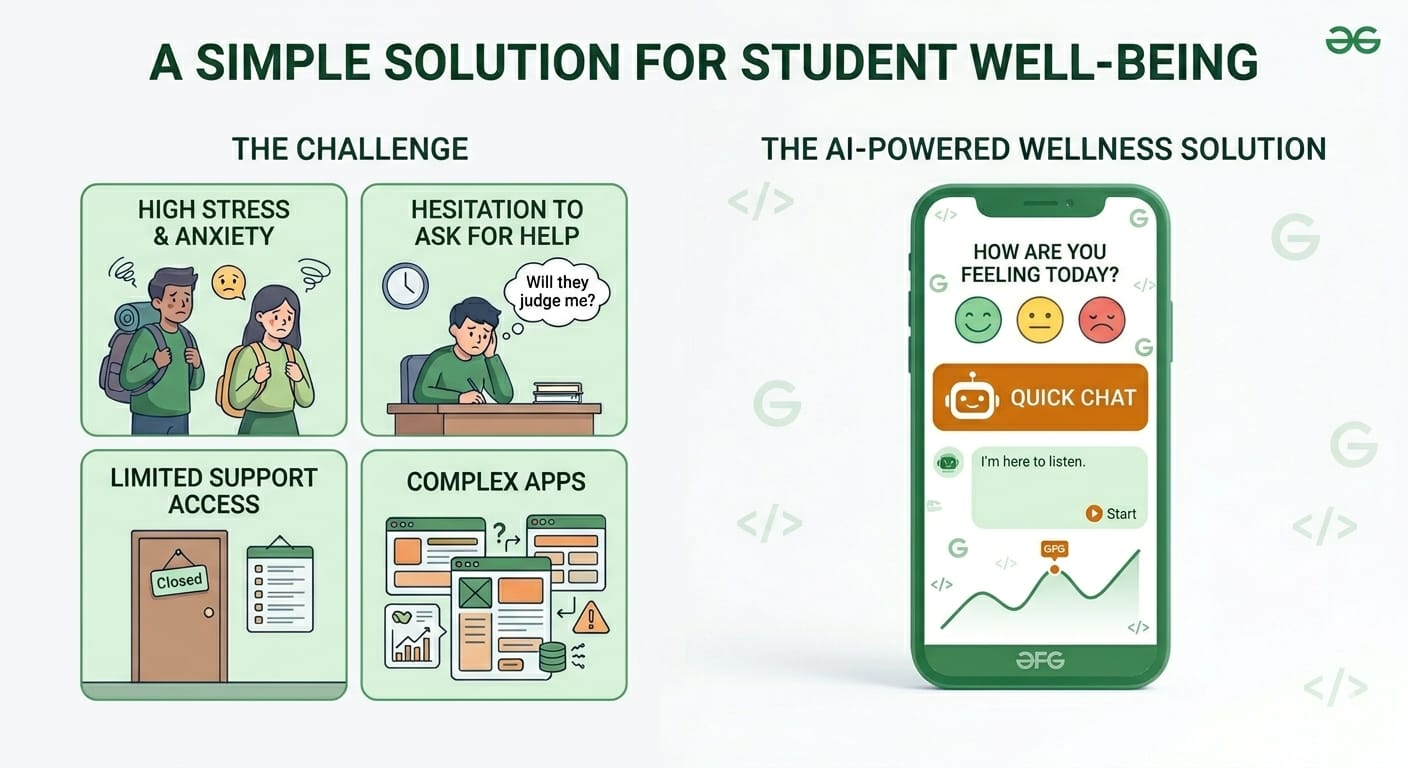 A SIMPLE SOLUTION FOR STUDENT WELL-BEING
THE CHALLENGE
HIGH STRESS
& ANXIETY
HESITATION TO
ASK FOR HELP
Will they
judge me?
LIMITED SUPPORT
ACCESS
Closed
COMPLEX APPS
?
THE AI-POWERED WELLNESS SOLUTION
</>
G
HOW ARE YOU
FEELING TODAY?
G
</>
G
QUICK CHAT
I'm here to listen.
Start
G
GFG
</>
</>
</>
GFG
</>
G
G
G
</>
</>
</>